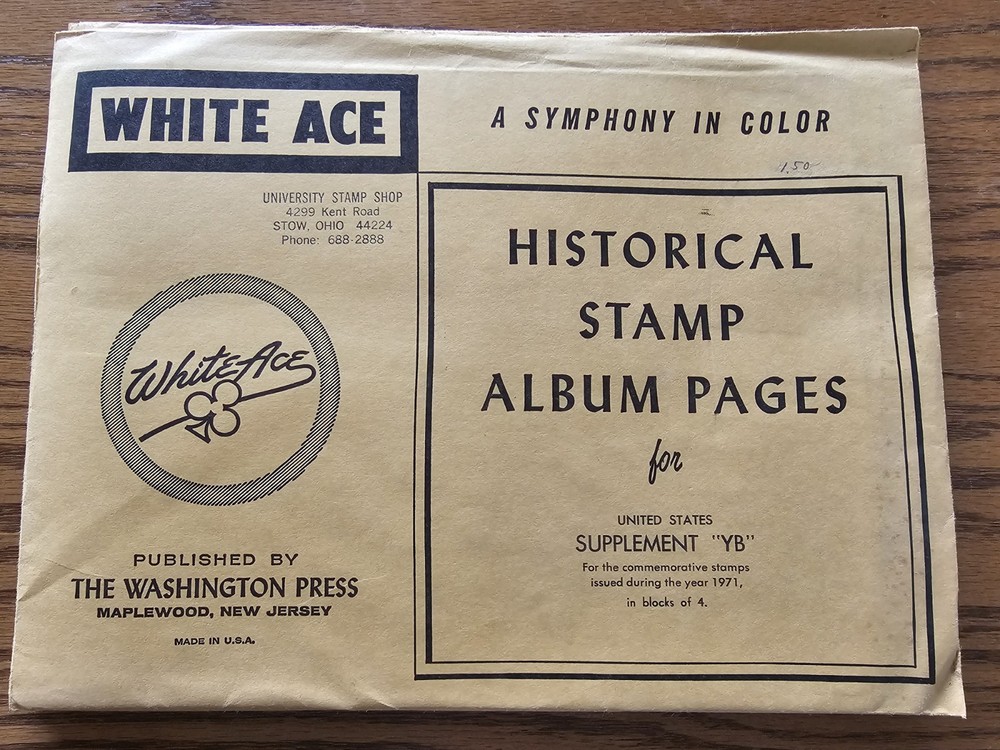 WHITE ACE
A SYMPHONY IN COLOR
1.50
UNIVERSITY STAMP SHOP
4299 Kent Road
STOW, OHIO 44224
Phone: 688-2888
White Ace
PUBLISHED BY
THE WASHINGTON PRESS
MAPLEWOOD, NEW JERSEY
MADE IN U.S.A.
HISTORICAL
STAMP
ALBUM PAGES
for
UNITED STATES
SUPPLEMENT "YB"
For the commemorative stamps
issued during the year 1971,
in blocks of 4.